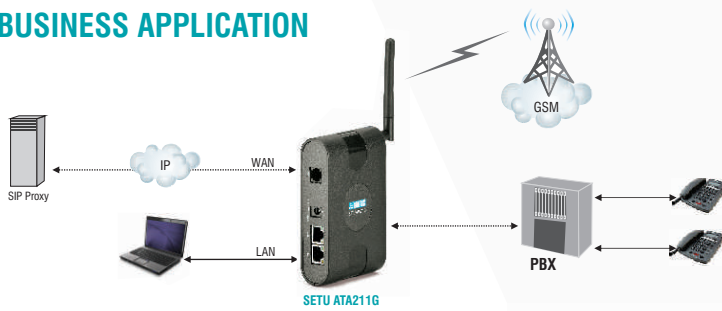 BUSINESS APPLICATION
GSM
IP
WAN
SIP Proxy
LAN
PBX
SETU ATA211G